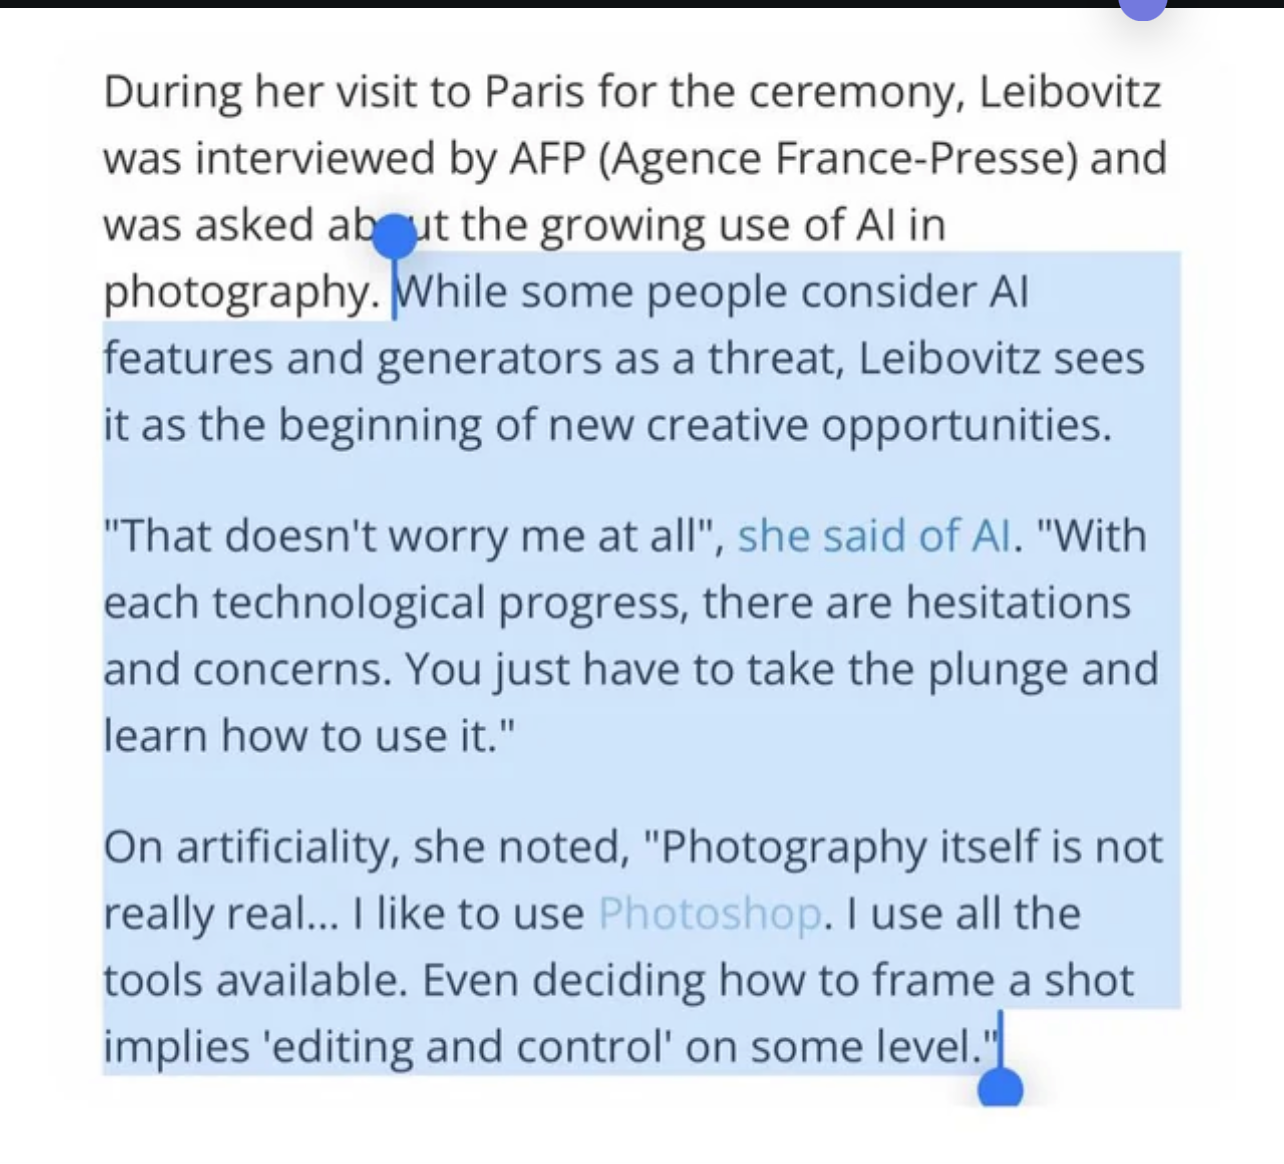 During her visit to Paris for the ceremony, Leibovitz
was interviewed by AFP (Agence France-Presse) and
was asked about the growing use of AI in
photography. While some people consider AI
features and generators as a threat, Leibovitz sees
it as the beginning of new creative opportunities.
"That doesn't worry me at all", she said of AI. "With
each technological progress, there are hesitations
and concerns. You just have to take the plunge and
learn how to use it."
On artificiality, she noted, "Photography itself is not
really real... I like to use Photoshop. I use all the
tools available. Even deciding how to frame a shot
implies 'editing and control' on some level."